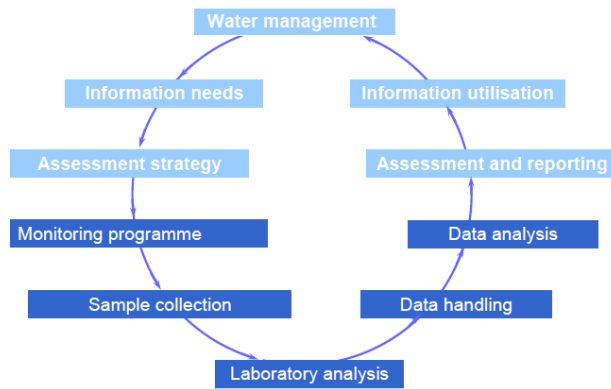 Water management
Information needs
Information utilisation
Assessment strategy
Assessment and reporting
Monitoring programme
Data analysis
Sample collection
Data handling
Laboratory analysis